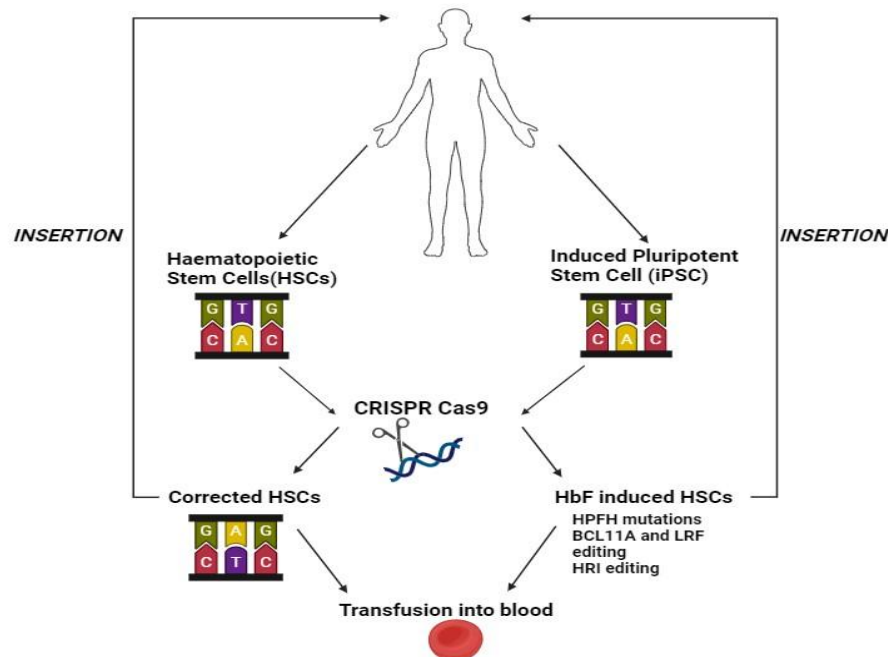 INSERTION
INSERTION
Haematopoietic
Stem Cells(HSCs)
G T G
C A C
Induced Pluripotent
Stem Cell (iPSC)
G T G
C A C
CRISPR Cas9
Corrected HSCs
G A G
C T C
HbF induced HSCs
HPFH mutations
BCL11A and LRF
editing
HRI editing
Transfusion into blood